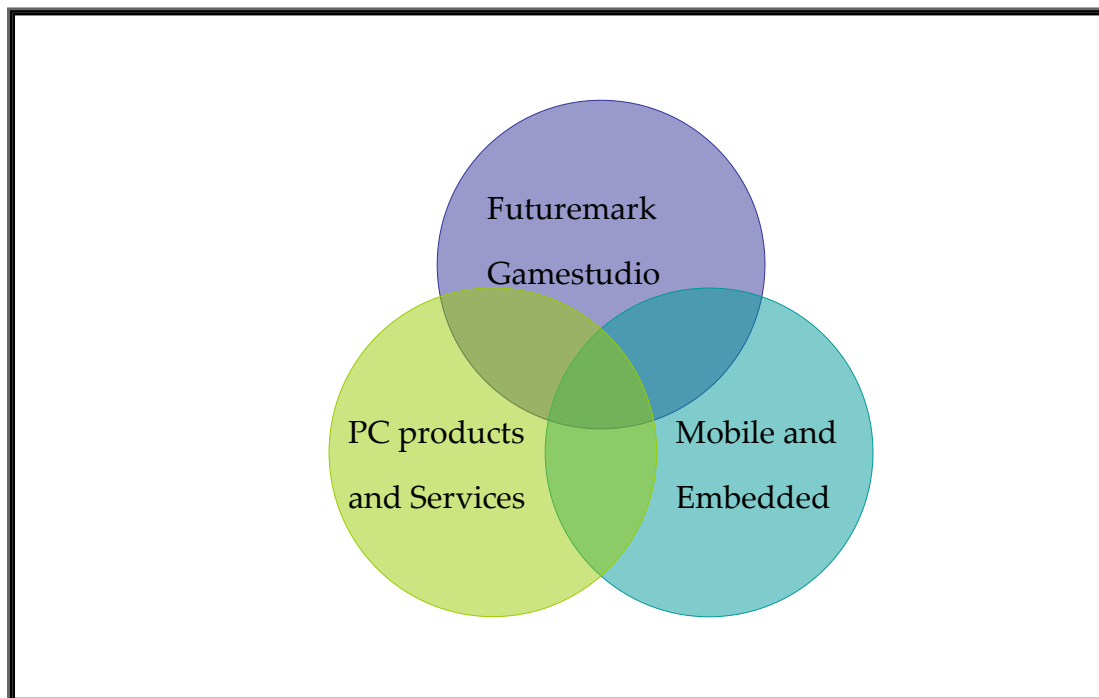 Futuremark
Gamestudio
PC products
and Services
Mobile and
Embedded